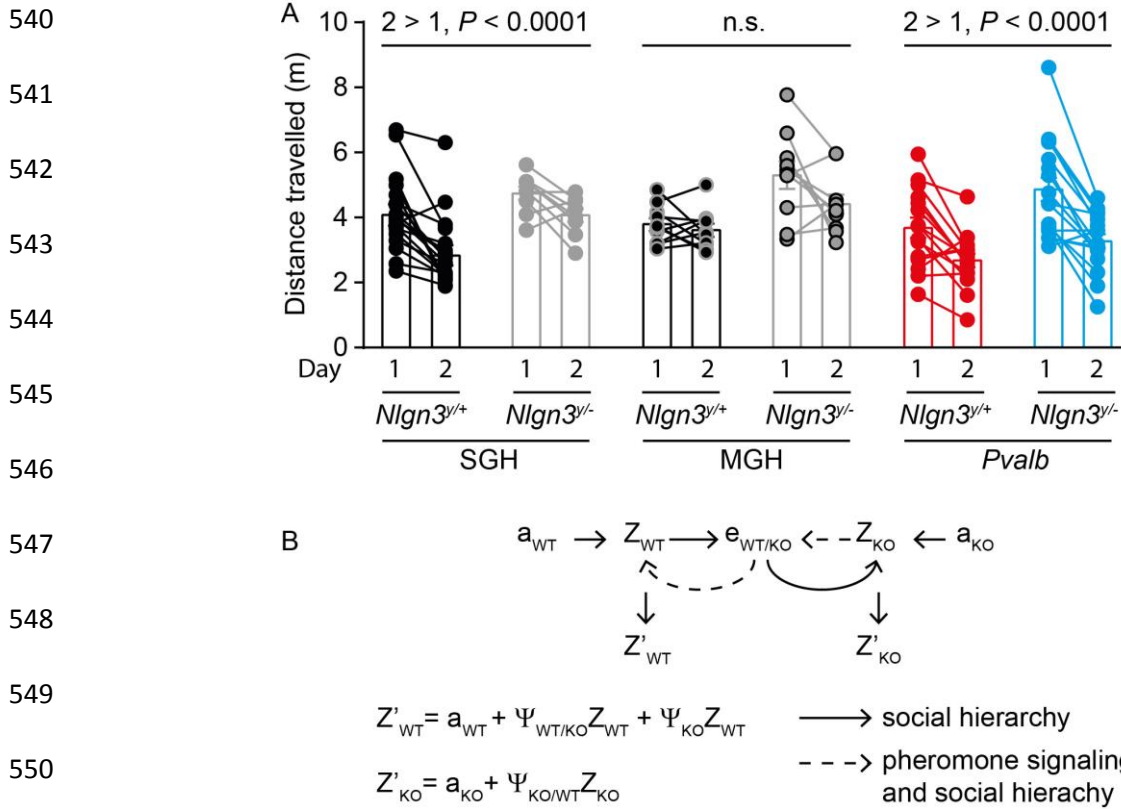 540
541
542
543
544
545
546
547
548
549
550
A
10
8
6
4
2
0
Distance travelled (m)
2 > 1, P < 0.0001
n.s.
2 > 1, P < 0.0001
Day 1 2 1 2 1 2 1 2 1 2 1 2
Nlgn3y/+ Nlgn3y/- Nlgn3y/+ Nlgn3y/- Nlgn3y/+ Nlgn3y/-
SGH MGH Pvalb
B
aWT ZWT eWT/KO ZKO aKO
Z'WT Z'KO
Z'WT= aWT + ΨWT/KOZWT + ΨKOZWT
social hierarchy
Z'KO= aKO + ΨKO/WTZKO
pheromone signaling
and social hierachy